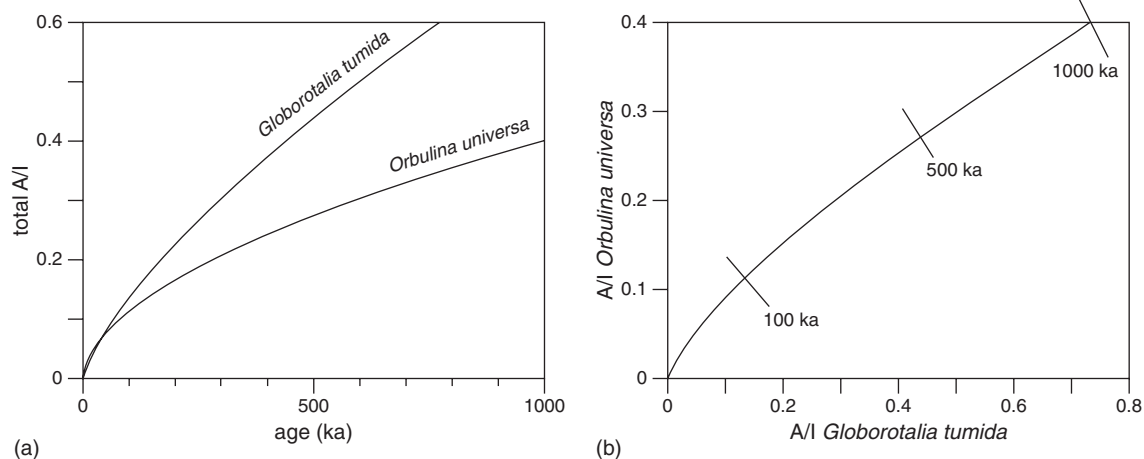 0.6
0.4
0.2
0
total A/I
Globorotalia tumida
Orbulina universa
0
500
1000
age (ka)
(a)
0.4
0.3
0.2
0.1
0
A/I Orbulina universa
1000 ka
500 ka
100 ka
0
0.2
0.4
0.6
0.8
A/I Globorotalia tumida
(b)